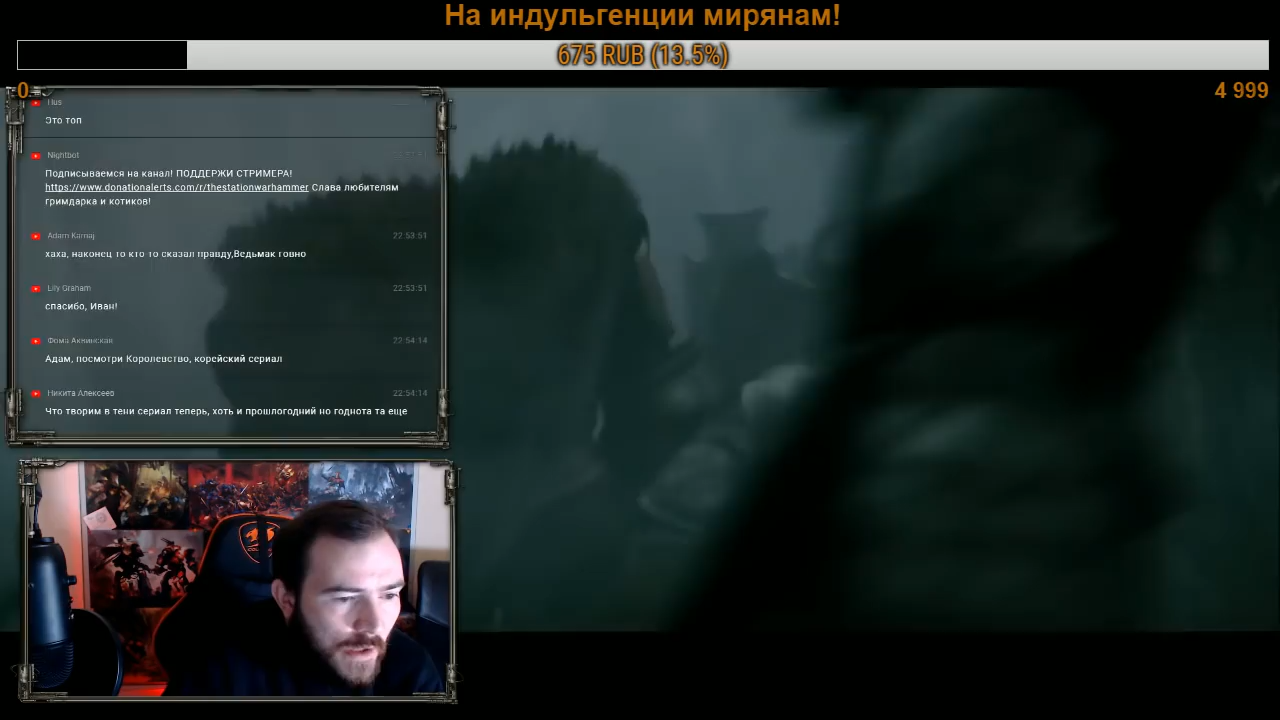 На индульгенции мирянам!
675 RUB (13.5%)
0
4 999
Это топ
Nightbot
Подписываемся на канал! ПОДДЕРЖИ СТРИМЕРА!
https://www.donationalerts.com/r/thestationwarhammer Слава любителям
гримдарка и котиков!
Adam Kamaj 22:53:51
хаха, наконец то кто то сказал правду,Ведьмак говно
Lily Graham 22:53:51
спасибо, Иван!
Фома Аквинская 22:54:14
Адам, посмотри Королевство, корейский сериал
Никита Алексеев 22:54:14
Что творим в тени сериал теперь, хоть и прошлогодний но годнота та еще